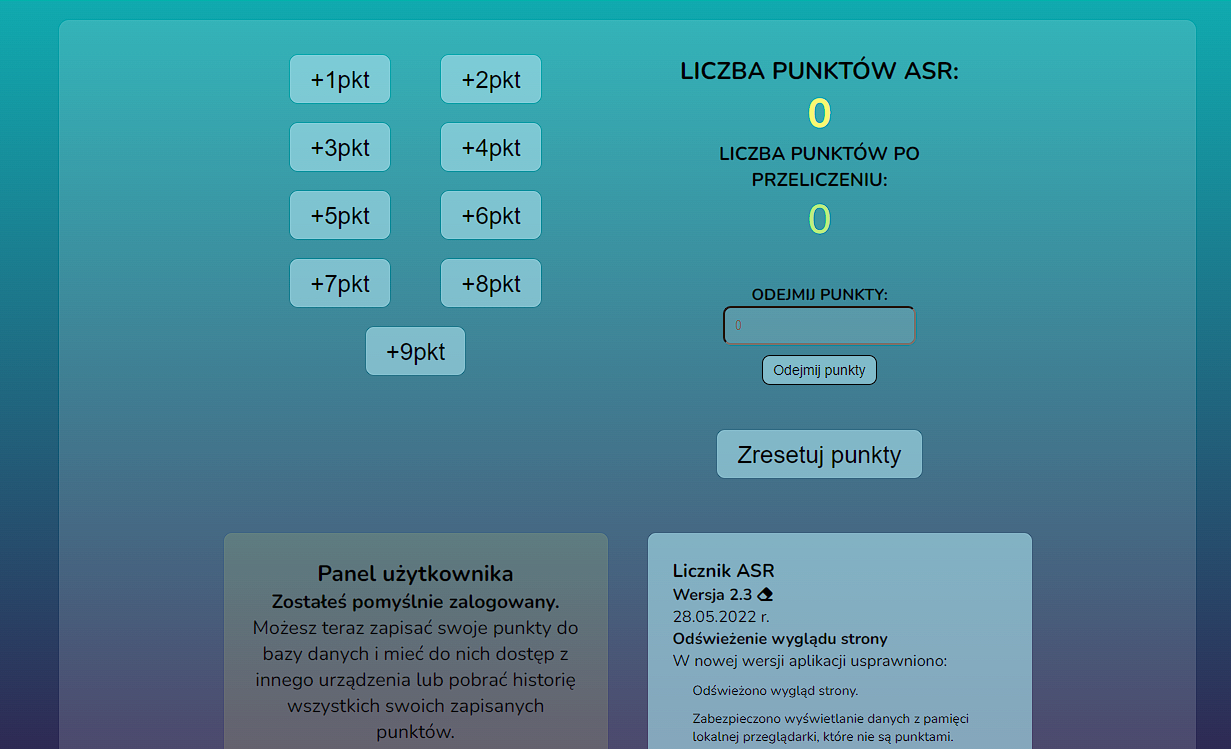 +1pkt
+2pkt
+3pkt
+4pkt
+5pkt
+6pkt
+7pkt
+8pkt
+9pkt
LICZBA PUNKTÓW ASR:
0
LICZBA PUNKTÓW PO
PRZELICZENIU:
0
ODEJMIJ PUNKTY:
0
Odejmij punkty
Zresetuj punkty
Panel użytkownika
Zostałeś pomyślnie zalogowany.
Możesz teraz zapisać swoje punkty do
bazy danych i mieć do nich dostęp z
innego urządzenia lub pobrać historię
wszystkich swoich zapisanych
punktów.
Licznik ASR
Wersja 2.3
28.05.2022 r.
Odświeżenie wyglądu strony
W nowej wersji aplikacji usprawniono:
Odświeżono wygląd strony.
Zabezpieczono wyświetlanie danych z pamięci
lokalnej przeglądarki, które nie są punktami.